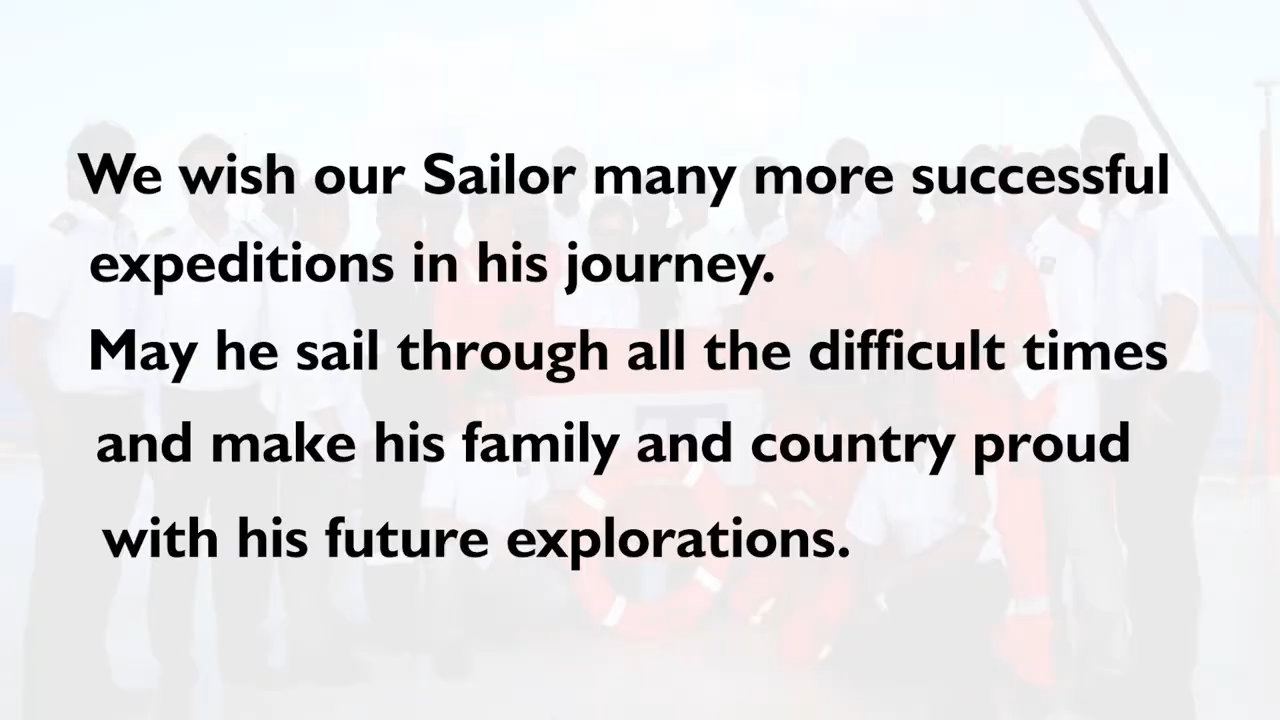 We wish our Sailor many more successful
expeditions in his journey.
May he sail through all the difficult times
and make his family and country proud
with his future explorations.